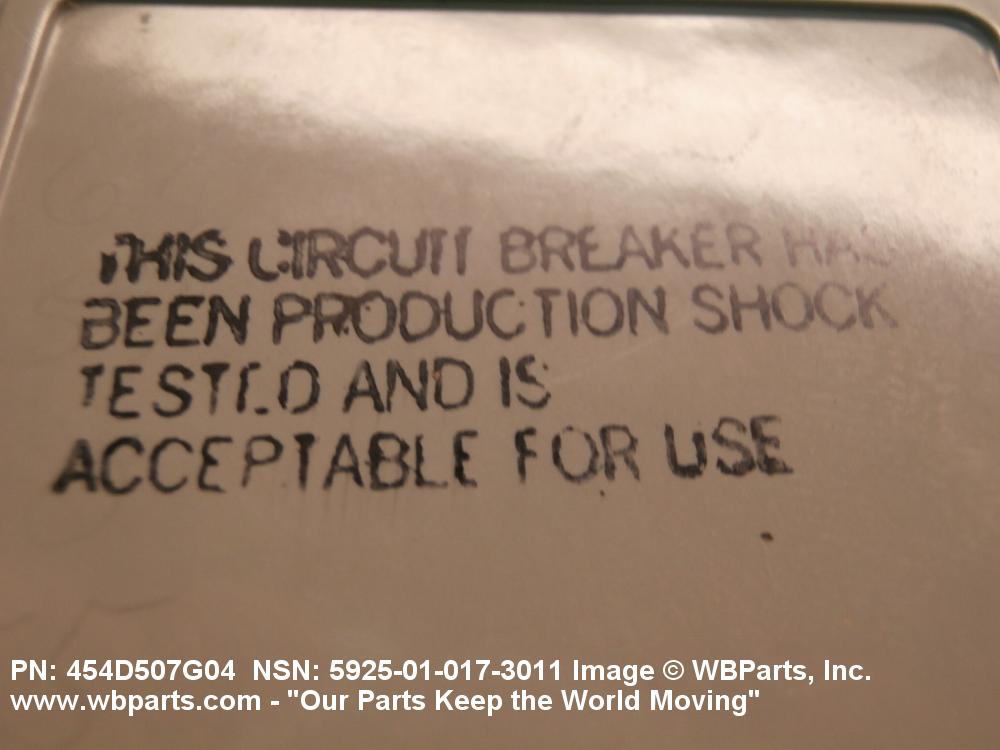 THIS CIRCUIT BREAKER HAS
BEEN PRODUCTION SHOCK
TESTED AND IS
ACCEPTABLE FOR USE
PN: 454D507G04 NSN: 5925-01-017-3011 Image © WBParts, Inc.
www.wbparts.com - "Our Parts Keep the World Moving"